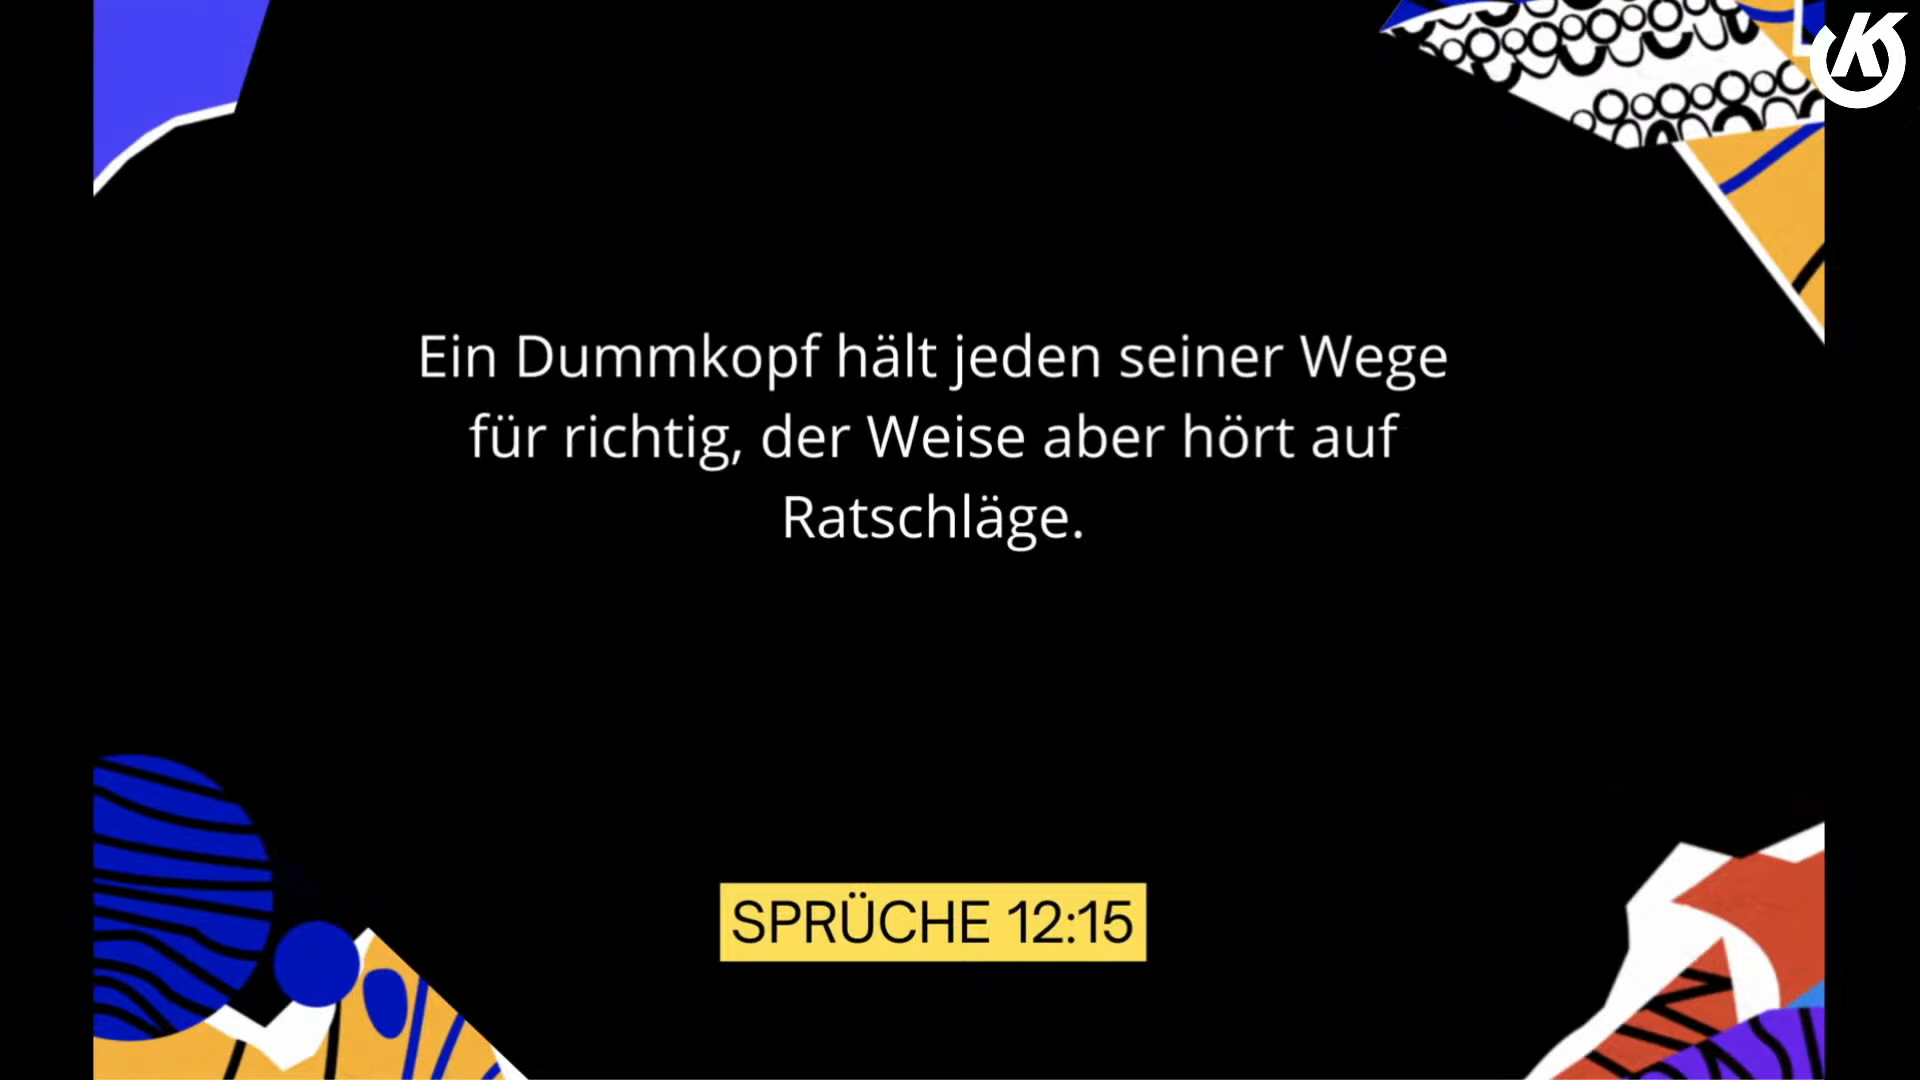 Ein Dummkopf hält jeden seiner Wege
für richtig, der Weise aber hört auf
Ratschläge.
SPRÜCHE 12:15